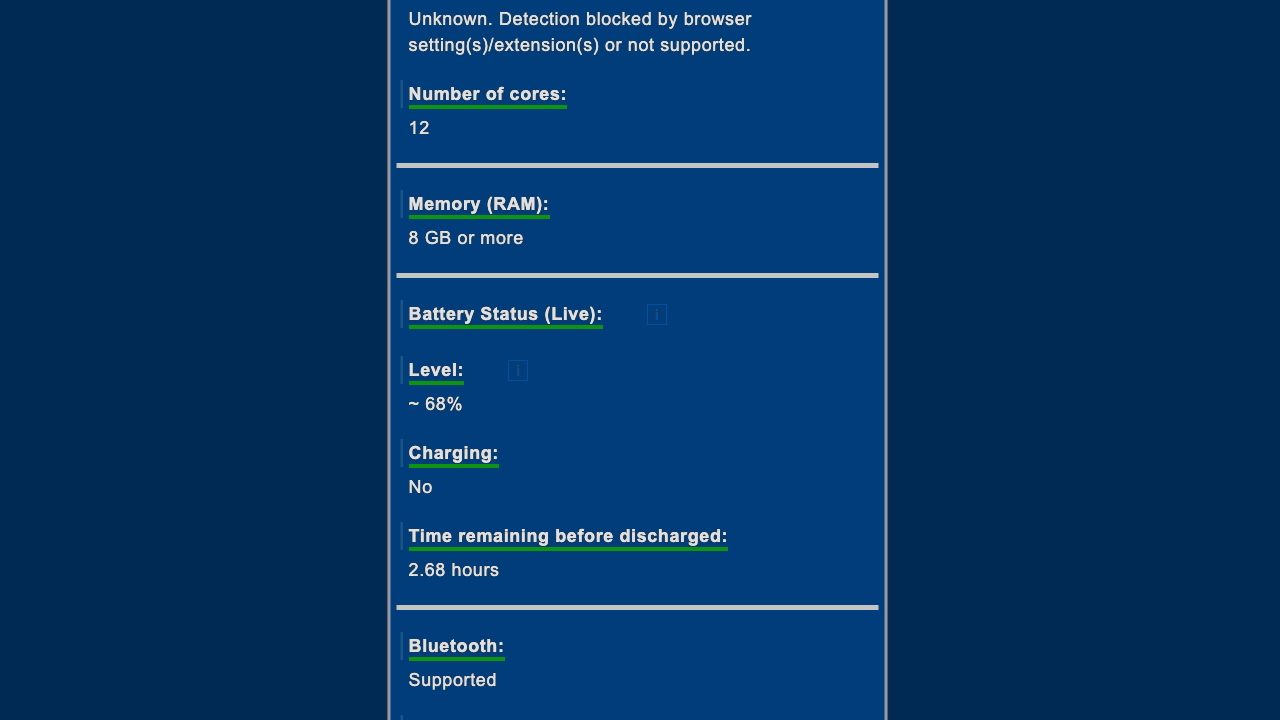 Unknown. Detection blocked by browser
setting(s)/extension(s) or not supported.
Number of cores:
12
Memory (RAM):
8 GB or more
Battery Status (Live): i
Level: i
~ 68%
Charging:
No
Time remaining before discharged:
2.68 hours
Bluetooth:
Supported